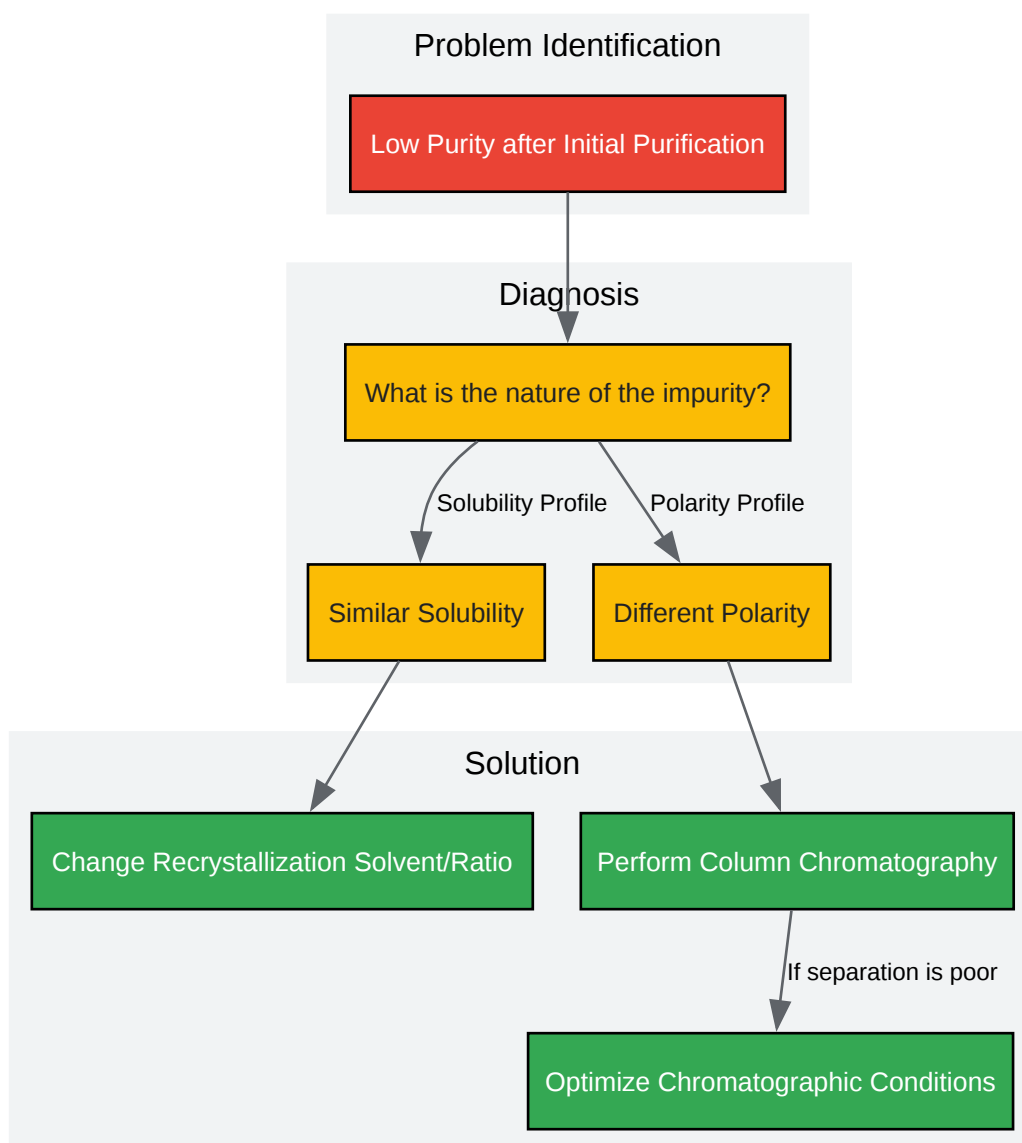 Problem Identification
Low Purity after Initial Purification
Diagnosis
What is the nature of the impurity?
Solubility Profile
Polarity Profile
Similar Solubility
Different Polarity
Solution
Change Recrystallization Solvent/Ratio
Perform Column Chromatography
If separation is poor
Optimize Chromatographic Conditions